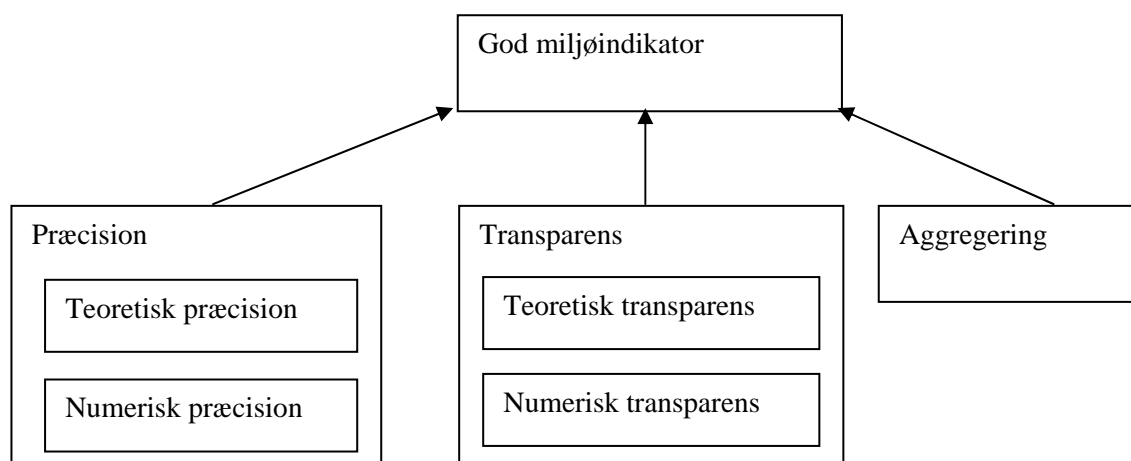 God miljøindikator
Præcision
Teoretisk præcision
Numerisk præcision
Transparens
Teoretisk transparens
Numerisk transparens
Aggregering